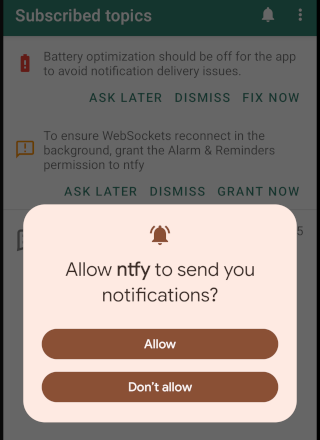 Subscribed topics
Battery optimization should be off for the app
to avoid notification delivery issues.
ASK LATER DISMISS FIX NOW
To ensure WebSockets reconnect in the
background, grant the Alarm & Reminders
permission to ntfy
ASK LATER DISMISS GRANT NOW
5
Allow ntfy to send you
notifications?
Allow
Don't allow